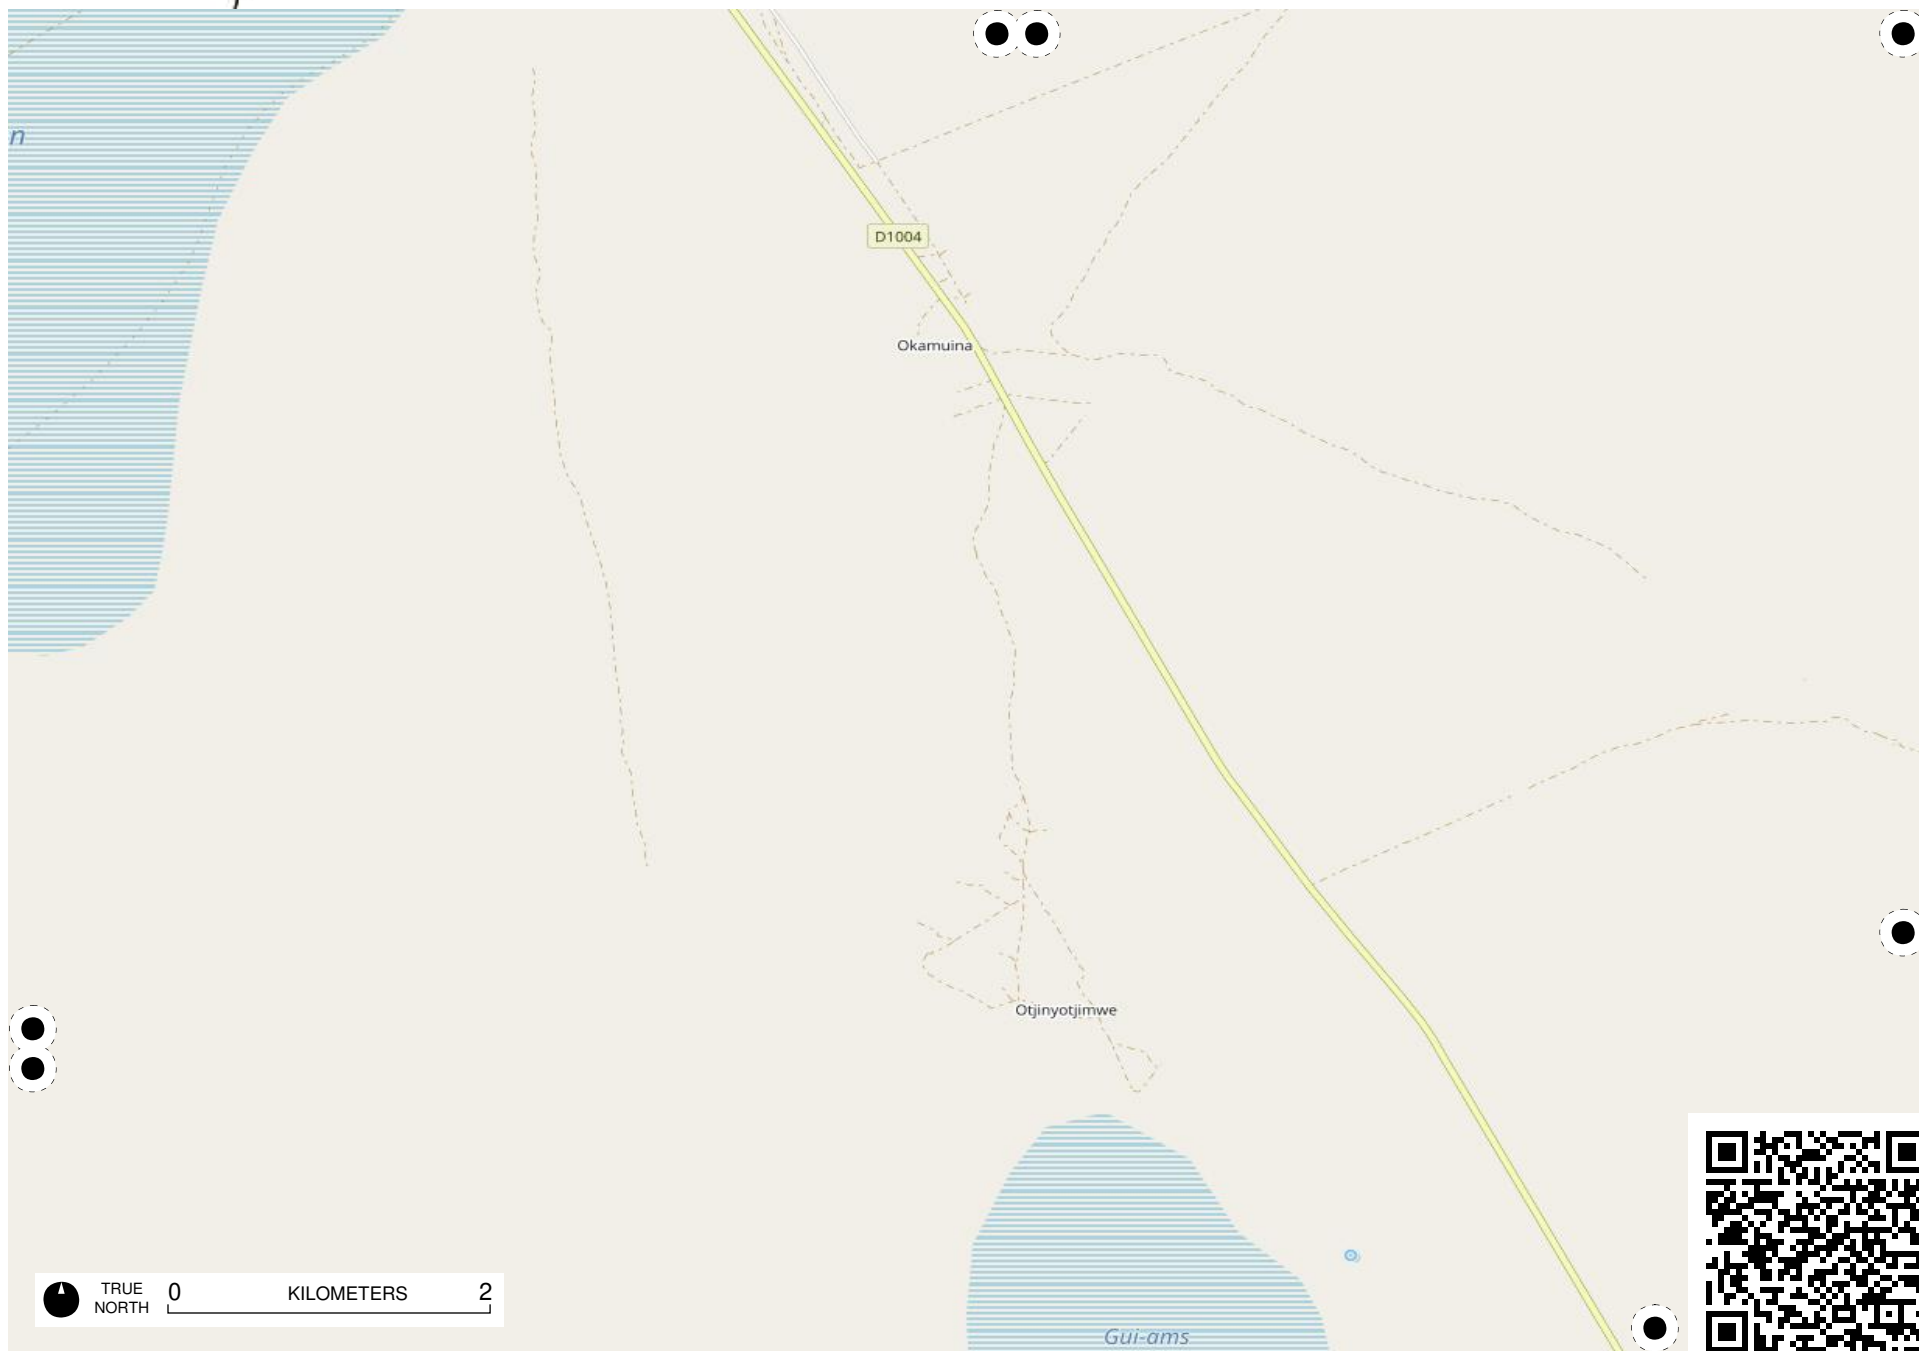 n
D1004
Okamuina
Otjinyotjimwe
TRUE NORTH
0 KILOMETERS 2
Gui-ams